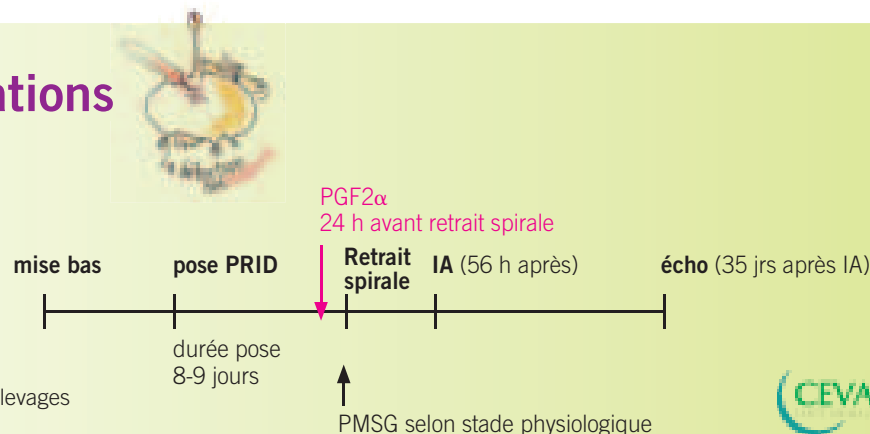 ations
PGF2α
24 h avant retrait spirale
mise bas
pose PRID
Retrait
spirale
IA (56 h après)
écho (35 jrs après IA)
durée pose
8-9 jours
levages
PMSG selon stade physiologique
CEVA